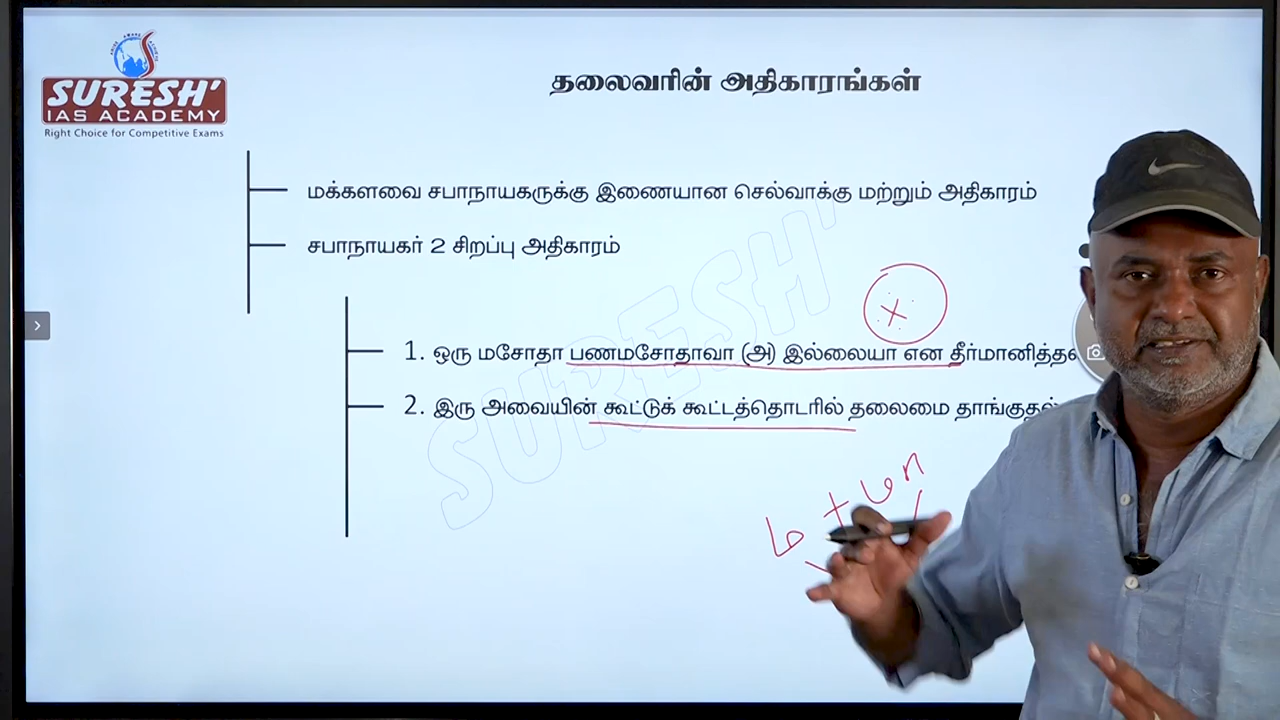 SURESH'
IAS ACADEMY
Right Choice for Competitive Exams
தலைவரின் அதிகாரங்கள்
மக்களவை சபாநாயகருக்கு இணையான செல்வாக்கு மற்றும் அதிகாரம்
சபாநாயகர் 2 சிறப்பு அதிகாரம்
1. ஒரு மசோதா பணமசோதாவா (அ) இல்லையா என
2. இரு அவையின் கூட்டுக் கூட்டத்தொடரில் தலைமை தாங்குதல்
ம + மா
SURESH'